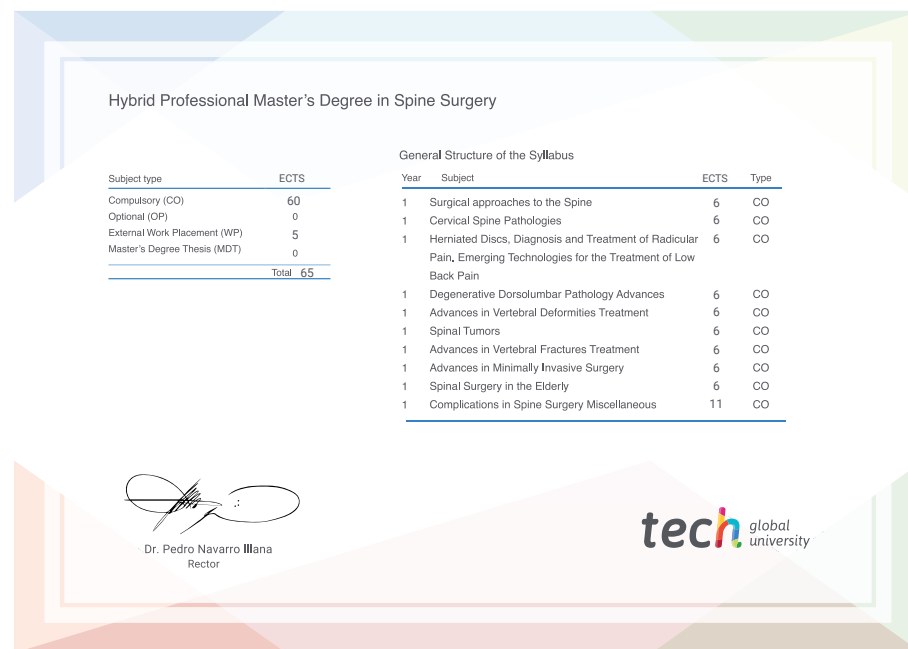 Hybrid Professional Master's Degree in Spine Surgery
General Structure of the Syllabus
Subject type ECTS
Compulsory (CO) 60
Optional (OP) 0
External Work Placement (WP) 5
Master's Degree Thesis (MDT) 0
Total 65
Year Subject ECTS Type
1 Surgical approaches to the Spine 6 CO
1 Cervical Spine Pathologies 6 CO
1 Herniated Discs, Diagnosis and Treatment of Radicular 6 CO
Pain. Emerging Technologies for the Treatment of Low
Back Pain
1 Degenerative Dorsolumbar Pathology Advances 6 CO
1 Advances in Vertebral Deformities Treatment 6 CO
1 Spinal Tumors 6 CO
1 Advances in Vertebral Fractures Treatment 6 CO
1 Advances in Minimally Invasive Surgery 6 CO
1 Spinal Surgery in the Elderly 6 CO
1 Complications in Spine Surgery Miscellaneous 11 CO
Dr. Pedro Navarro Illana
Rector
tech global
university